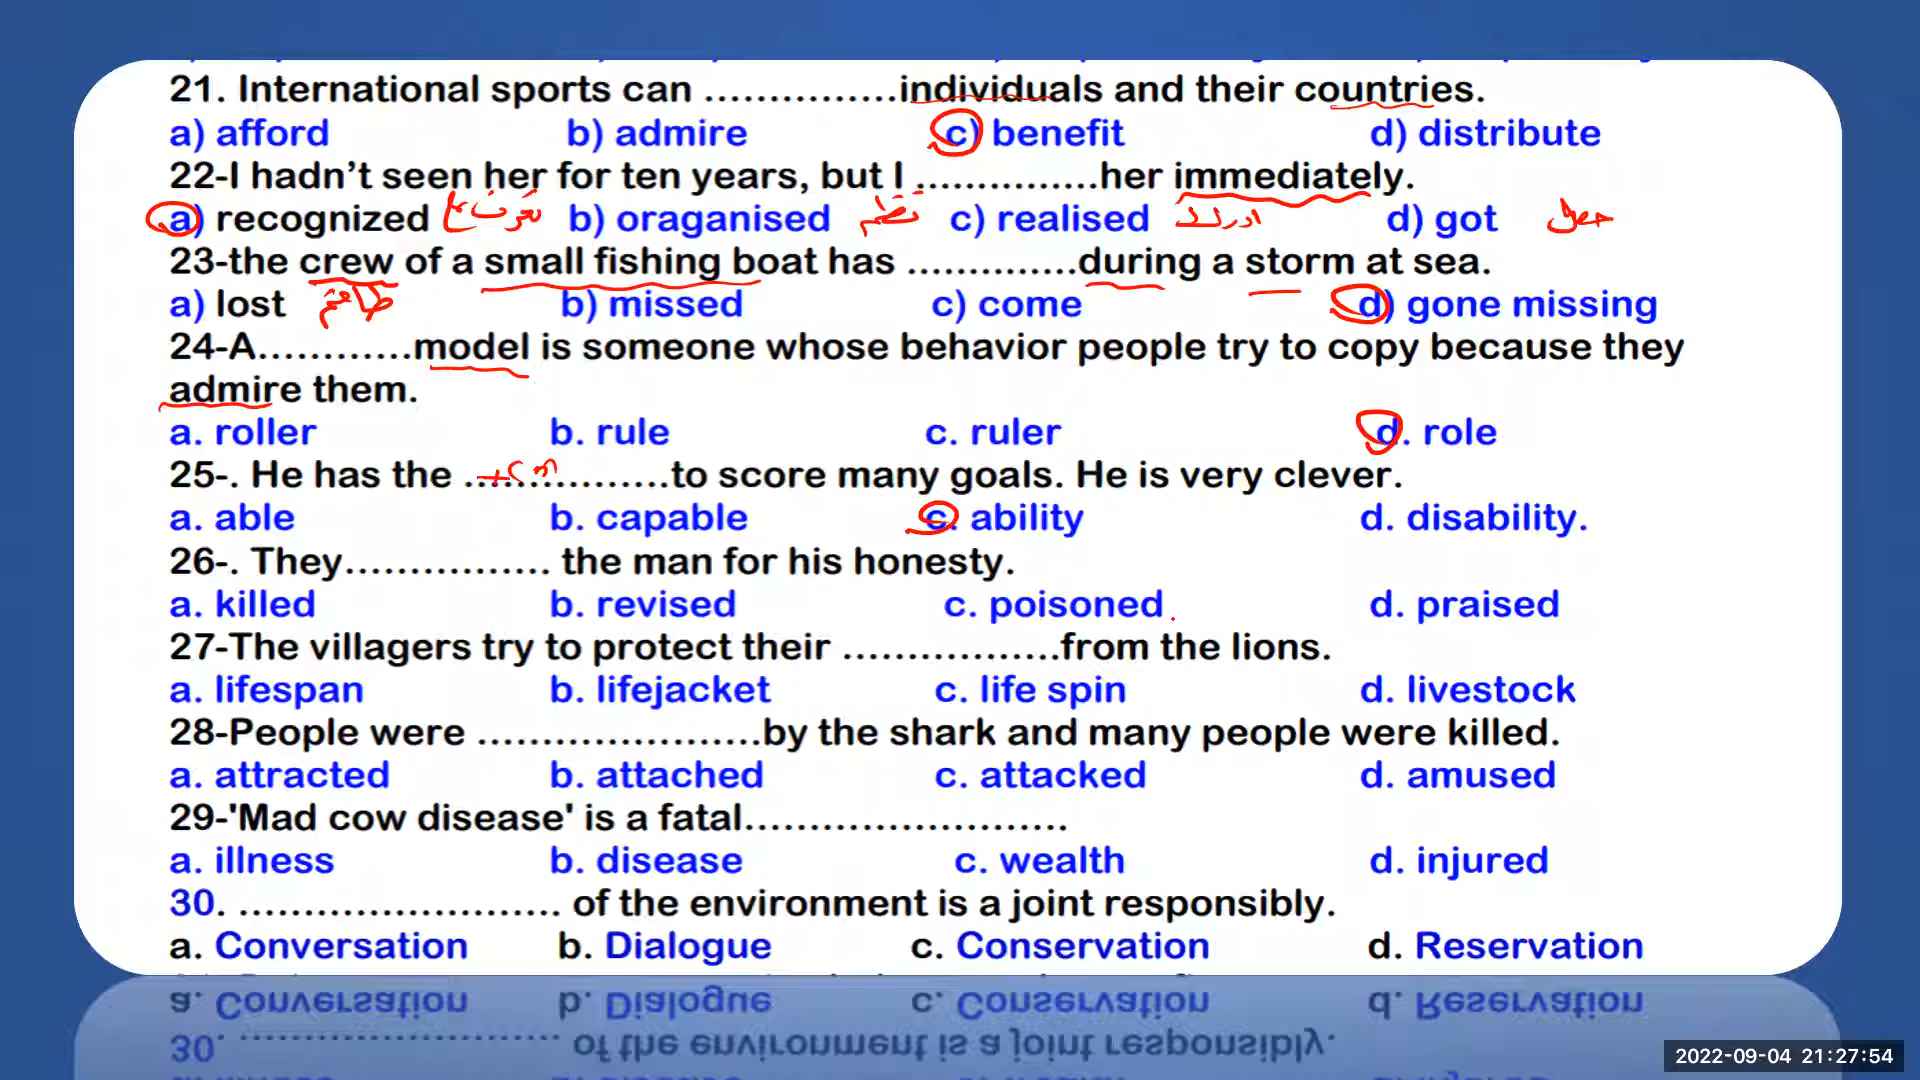 21. International sports can ...............individuals and their countries.
a) afford b) admire c) benefit d) distribute
22-I hadn't seen her for ten years, but I ..............her immediately.
a) recognized تعرف علي b) oraganised نظم c) realised ادرك d) got حصل
23-the crew of a small fishing boat has .............during a storm at sea.
a) lost طاقم b) missed c) come d) gone missing
24-A............model is someone whose behavior people try to copy because they
admire them.
a. roller b. rule c. ruler d. role
25-. He has the ................to score many goals. He is very clever.
a. able b. capable c. ability d. disability.
26-. They................ the man for his honesty.
a. killed b. revised c. poisoned d. praised
27-The villagers try to protect their .................from the lions.
a. lifespan b. lifejacket c. life spin d. livestock
28-People were ......................by the shark and many people were killed.
a. attracted b. attached c. attacked d. amused
29-'Mad cow disease' is a fatal.........................
a. illness b. disease c. wealth d. injured
30. ......................... of the environment is a joint responsibly.
a. Conversation b. Dialogue c. Conservation d. Reservation
2022-09-04 21:27:54